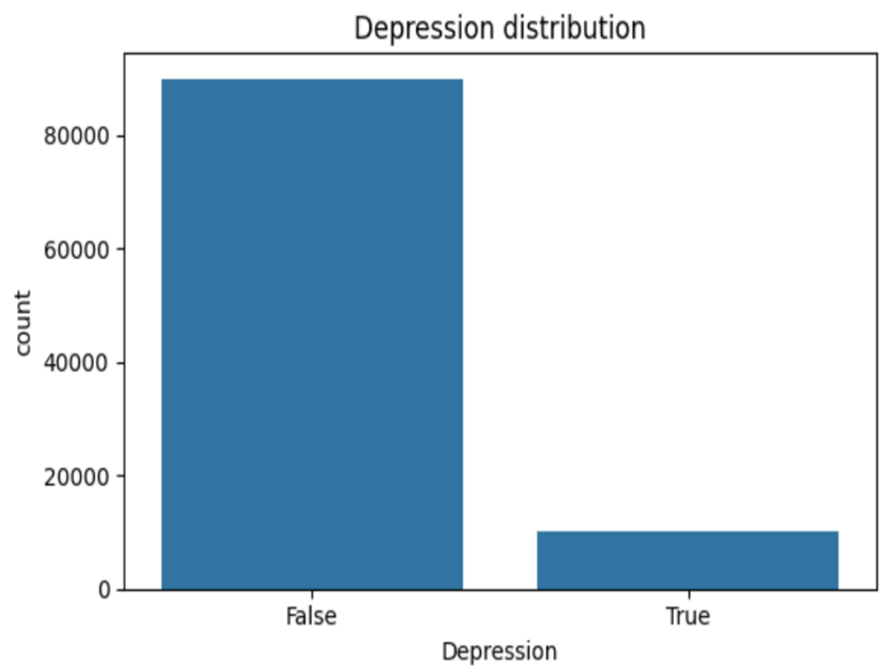 Depression distribution
80000
60000
40000
20000
0
count
False
True
Depression